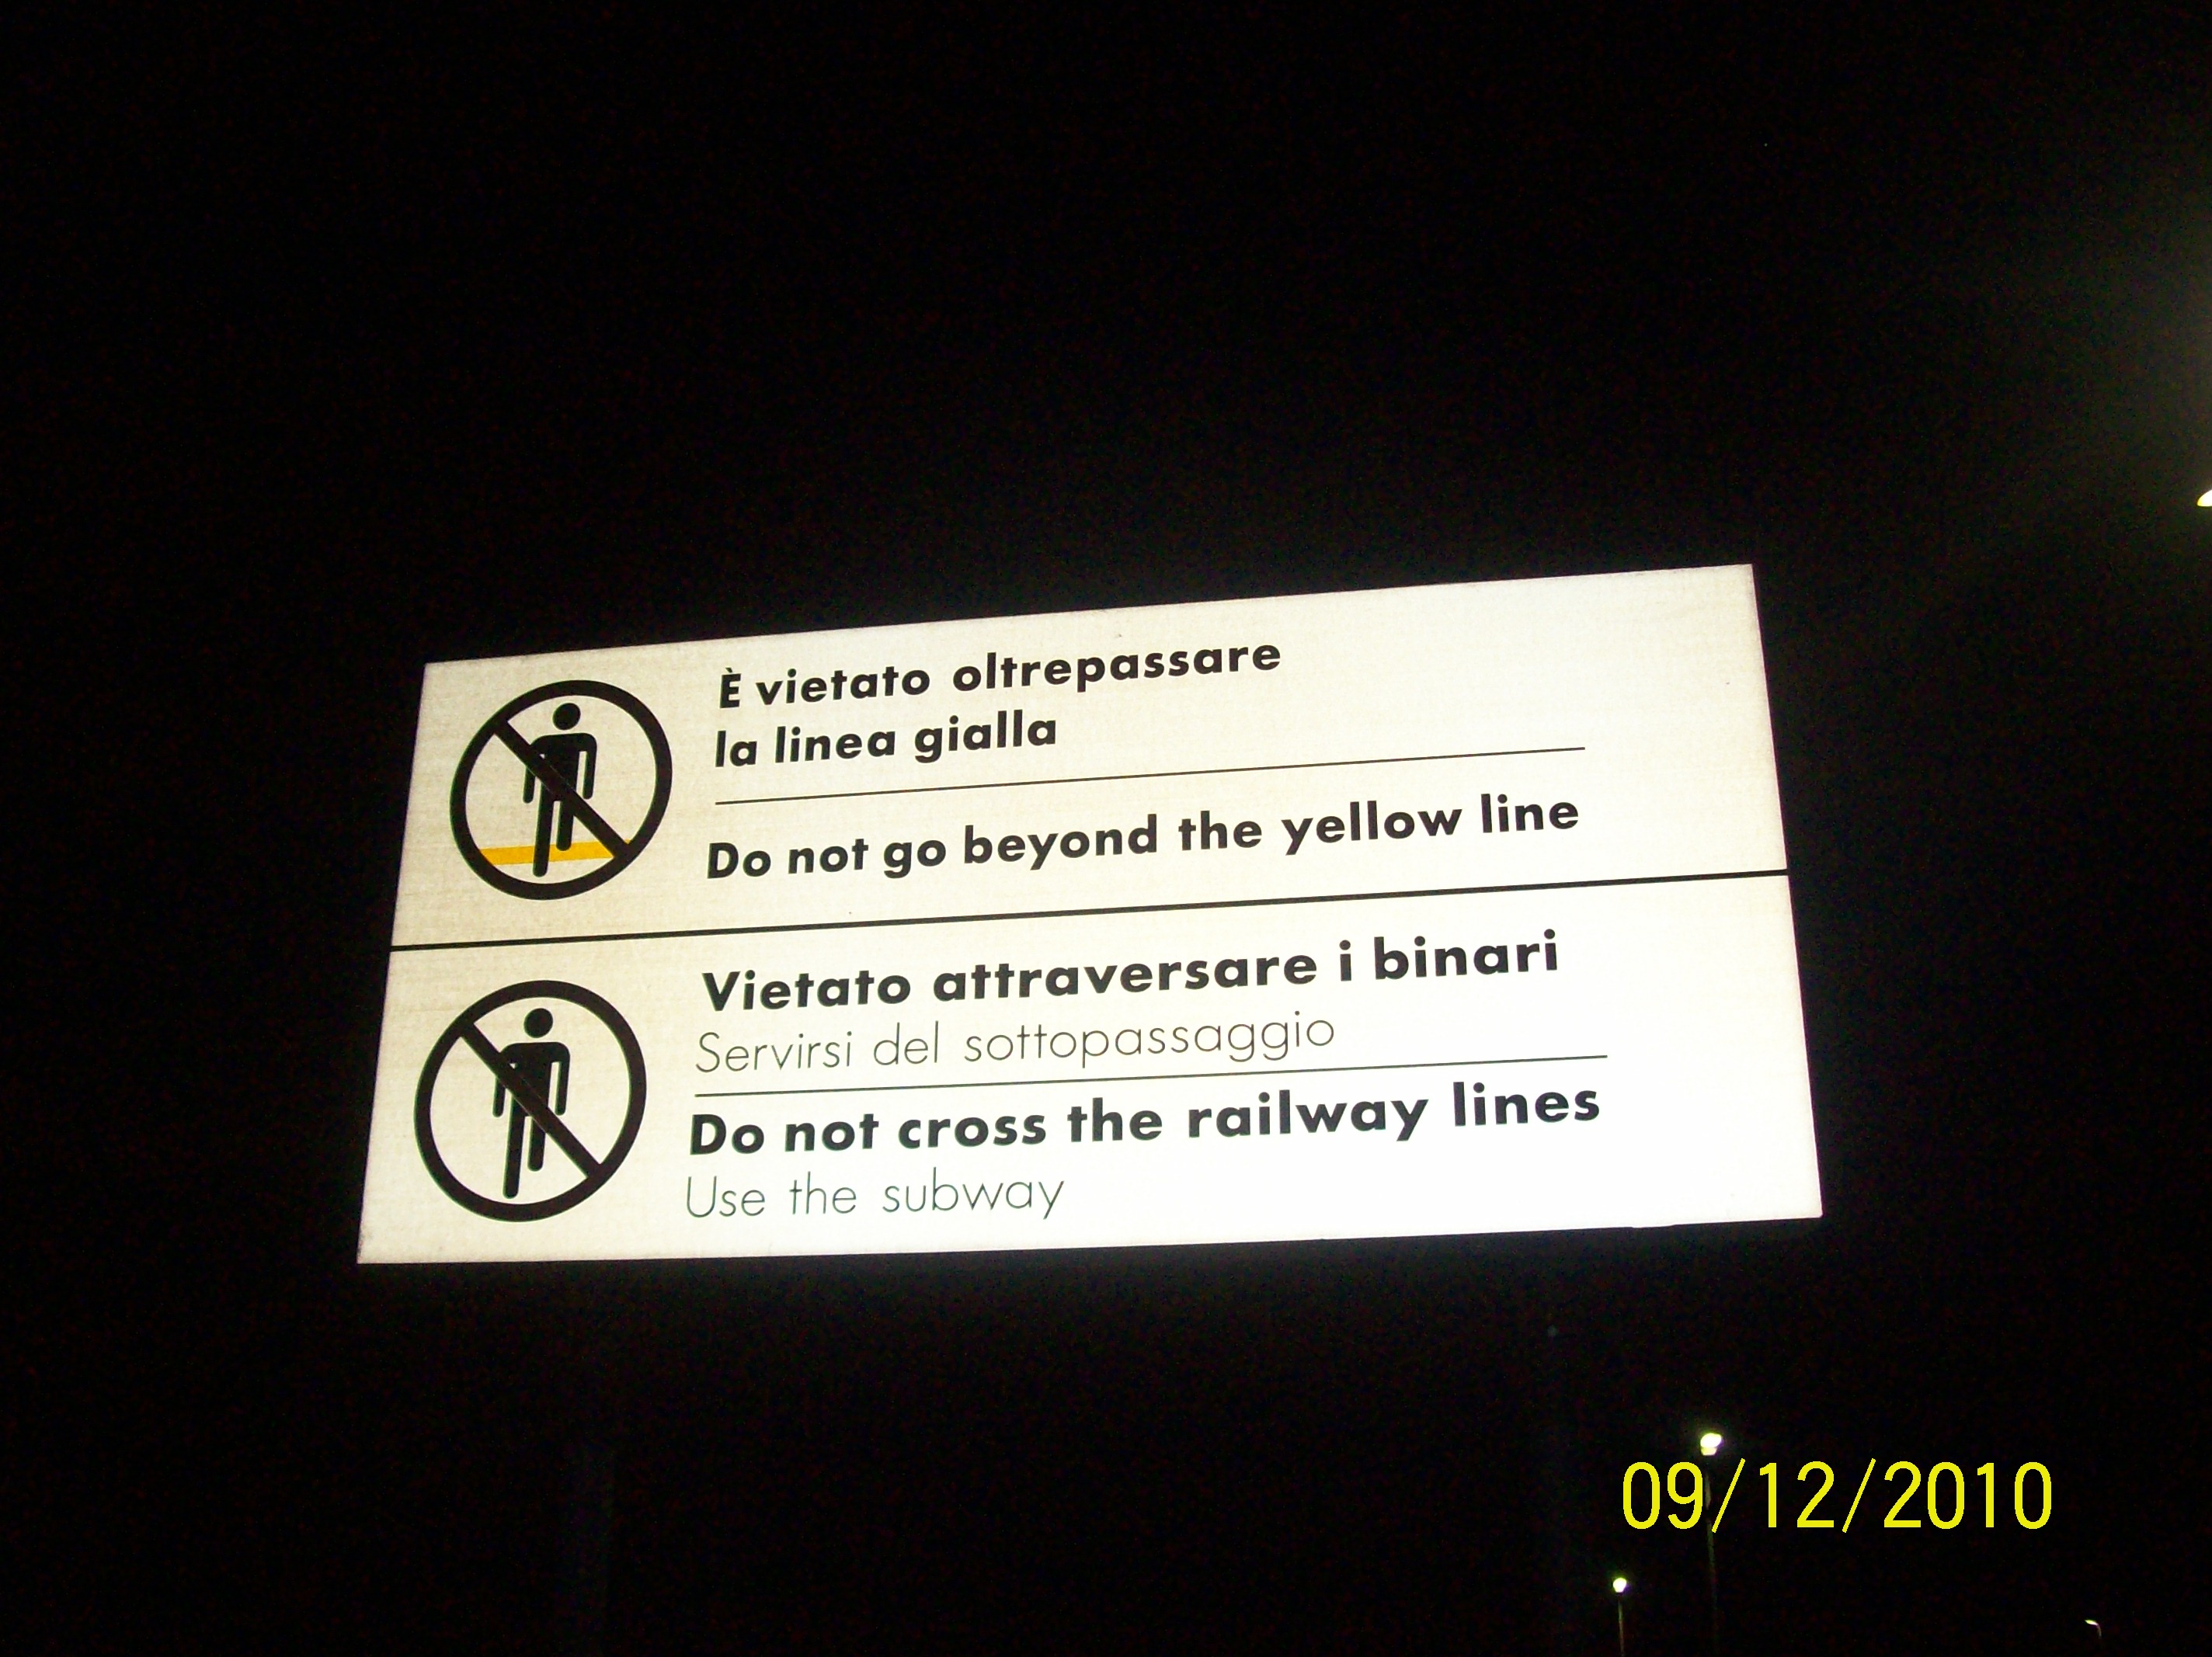 È vietato oltrepassare
la linea gialla
Do not go beyond the yellow line
Vietato attraversare i binari
Servirsi del sottopassaggio
Do not cross the railway lines
Use the subway
09/12/2010